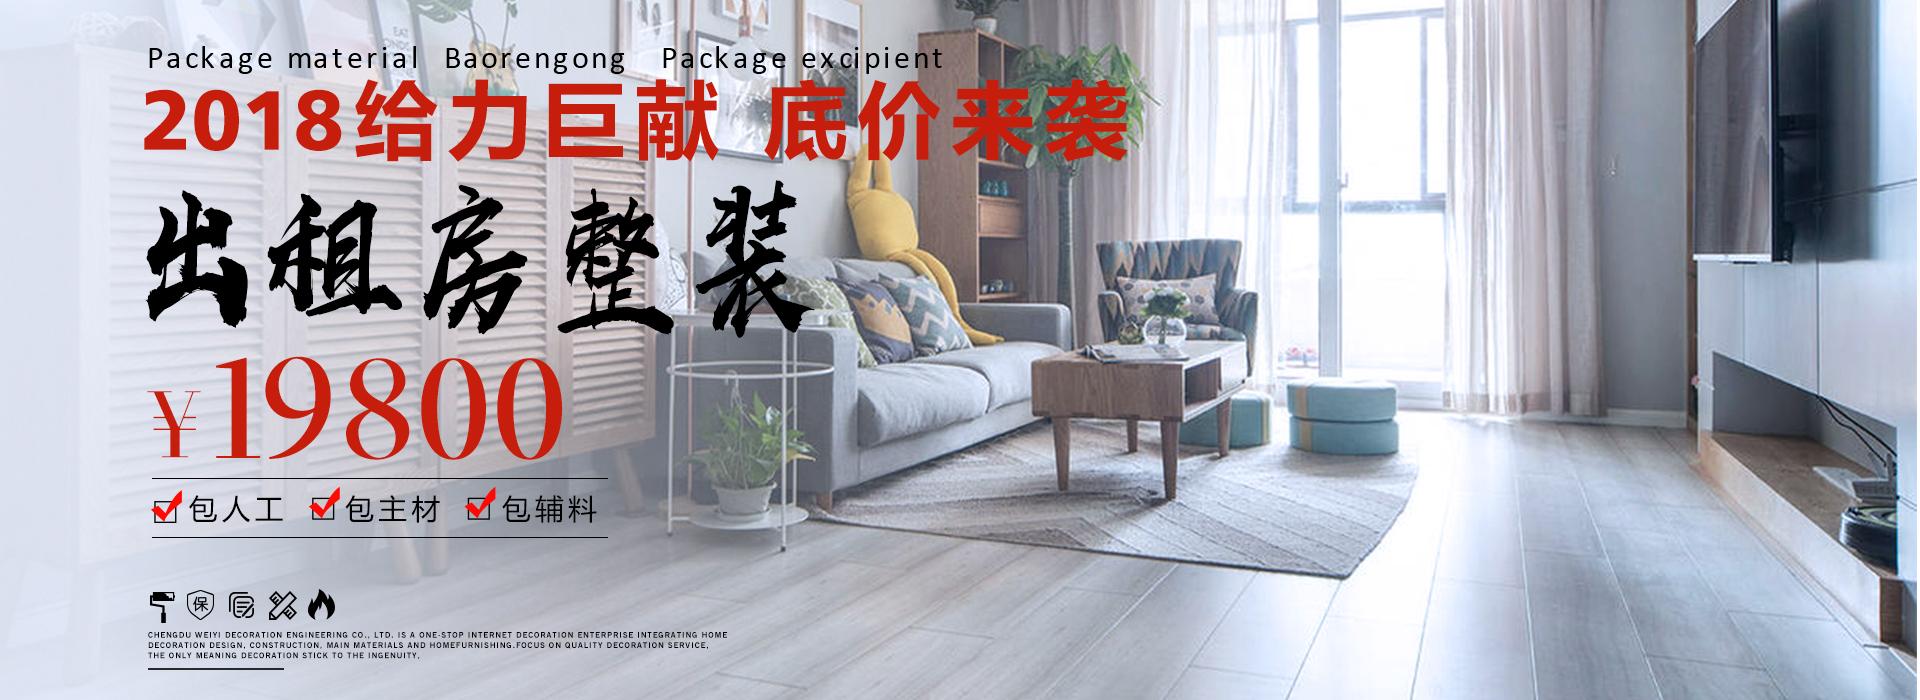 Package material Baorengong Package excipient
2018给力巨献 底价来袭
出租房整装
¥19800
包人工 包主材 包辅料
保
CHENGDU WEIYI DECORATION ENGINEERING CO., LTD. IS A ONE-STOP INTERNET DECORATION ENTERPRISE INTEGRATING HOME
DECORATION DESIGN, CONSTRUCTION, MAIN MATERIALS AND HOMEFURNISHING.FOCUS ON QUALITY DECORATION SERVICE,
THE ONLY MEANING DECORATION STICK TO THE INGENUITY.